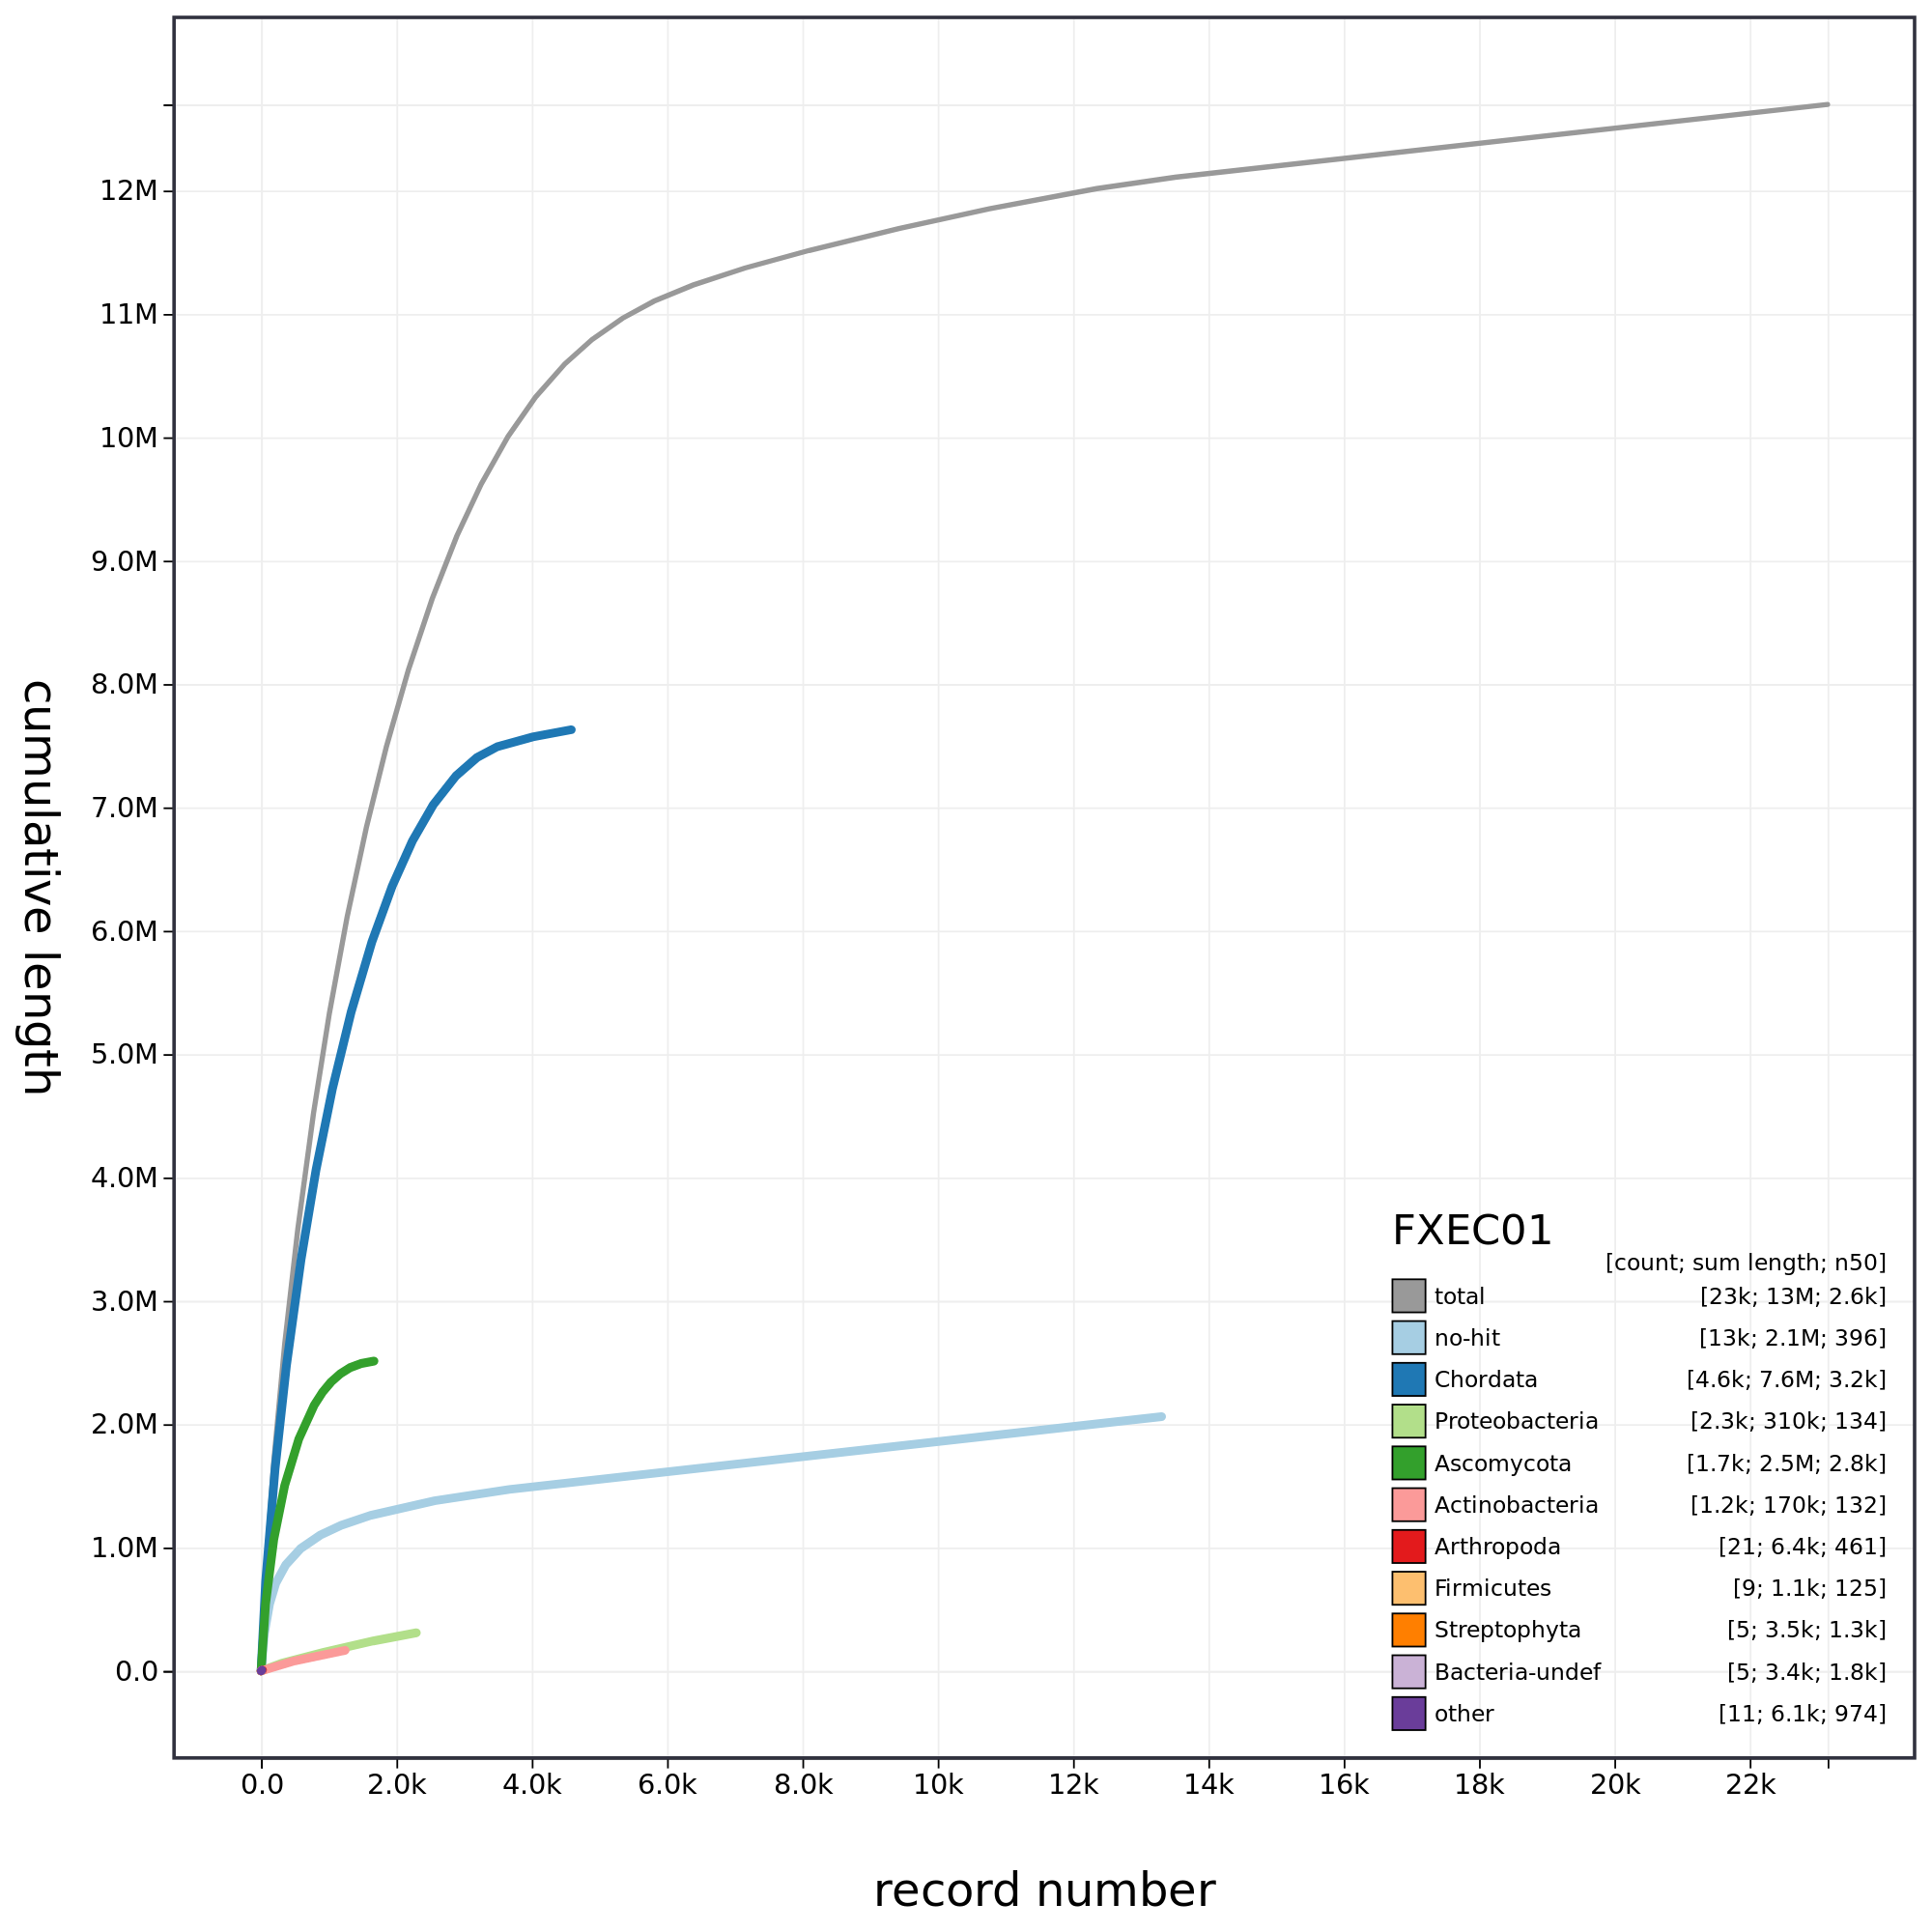 12M
11M
10M
9.0M
8.0M
7.0M
6.0M
5.0M
4.0M
3.0M
2.0M
1.0M
0.0
cumulative length
FXEC01
[count; sum length; n50]
total [23k; 13M; 2.6k]
no-hit [13k; 2.1M; 396]
Chordata [4.6k; 7.6M; 3.2k]
Proteobacteria [2.3k; 310k; 134]
Ascomycota [1.7k; 2.5M; 2.8k]
Actinobacteria [1.2k; 170k; 132]
Arthropoda [21; 6.4k; 461]
Firmicutes [9; 1.1k; 125]
Streptophyta [5; 3.5k; 1.3k]
Bacteria-undef [5; 3.4k; 1.8k]
other [11; 6.1k; 974]
0.0 2.0k 4.0k 6.0k 8.0k 10k 12k 14k 16k 18k 20k 22k
record number